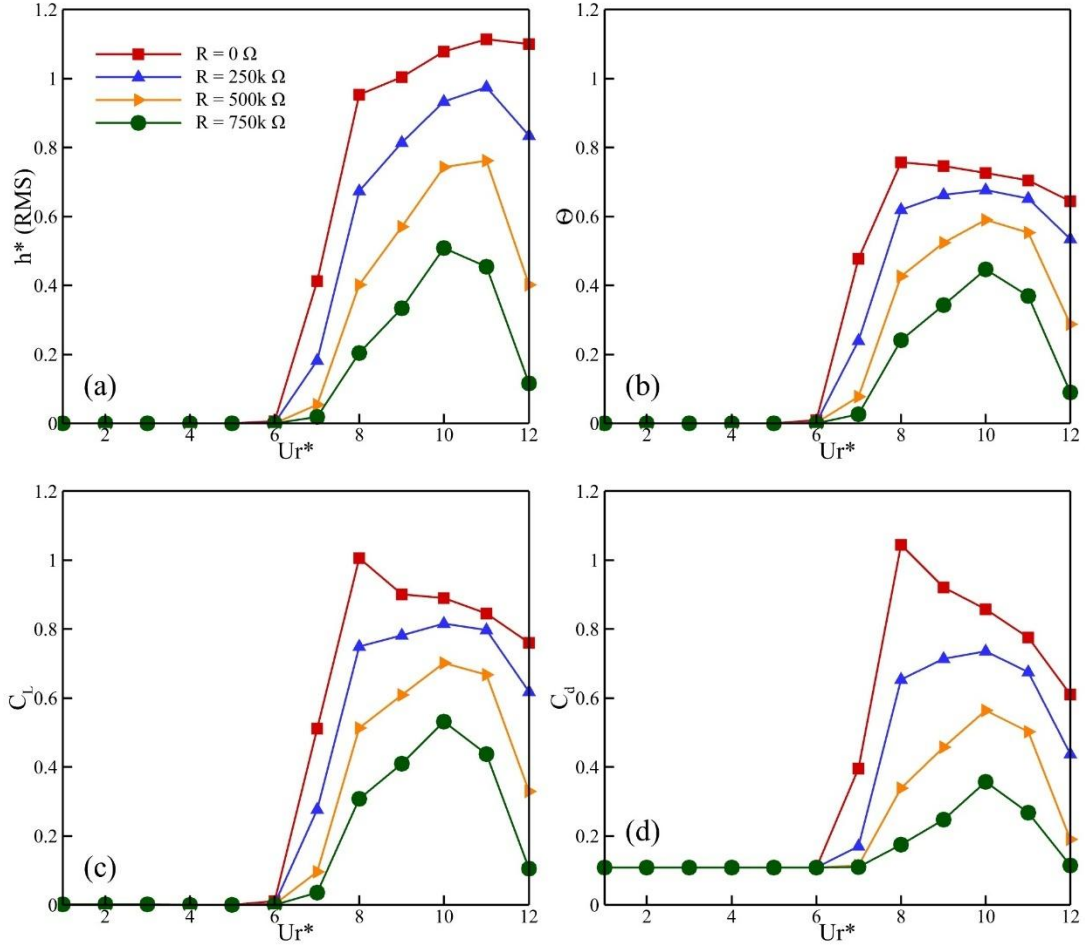 1.2
1
0.8
0.6
0.4
0.2
0
h* (RMS)
R = 0 Ω
R = 250k Ω
R = 500k Ω
R = 750k Ω
(a)
2 4 6 8 10 12
Ur*
1.2
1
0.8
0.6
0.4
0.2
0
Θ
(b)
2 4 6 8 10 12
Ur*
1.2
1
0.8
0.6
0.4
0.2
0
C_L
(c)
2 4 6 8 10 12
Ur*
1.2
1
0.8
0.6
0.4
0.2
0
C_d
(d)
2 4 6 8 10 12
Ur*